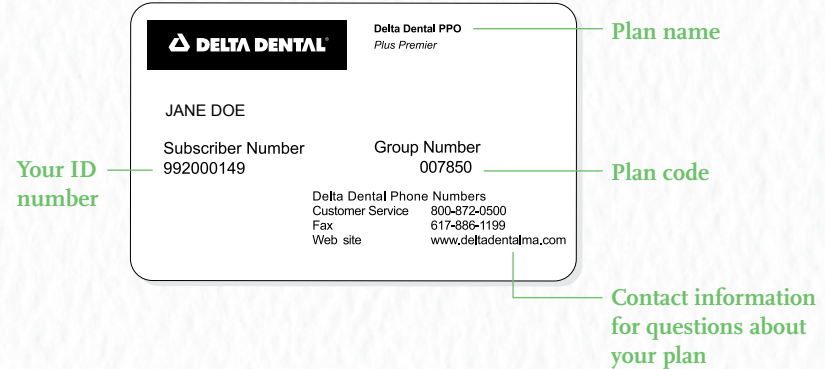 DELTA DENTAL®
Delta Dental PPO
Plus Premier
Plan name
JANE DOE
Subscriber Number
992000149
Group Number
007850
Your ID
number
Plan code
Delta Dental Phone Numbers
Customer Service 800-872-0500
Fax 617-886-1199
Web site www.deltadentalma.com
Contact information
for questions about
your plan